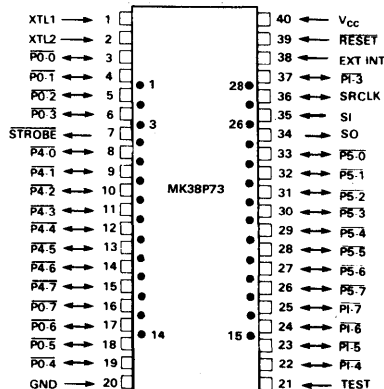 XTL1 1
XTL2 2
P0-0 3
P0-1 4
P0-2 5
P0-3 6
STROBE 7
P4-0 8
P4-1 9
P4-2 10
P4-3 11
P4-4 12
P4-5 13
P4-6 14
P4-7 15
P0-7 16
P0-6 17
P0-5 18
P0-4 19
GND 20
1 28
3 26
MK38P73
14 15
40 VCC
39 RESET
38 EXT INT
37 PI-3
36 SRCLK
35 SI
34 SO
33 P5-0
32 P5-1
31 P5-2
30 P5-3
29 P5-4
28 P5-5
27 P5-6
26 P5-7
25 PI-7
24 PI-6
23 PI-5
22 PI-4
21 TEST